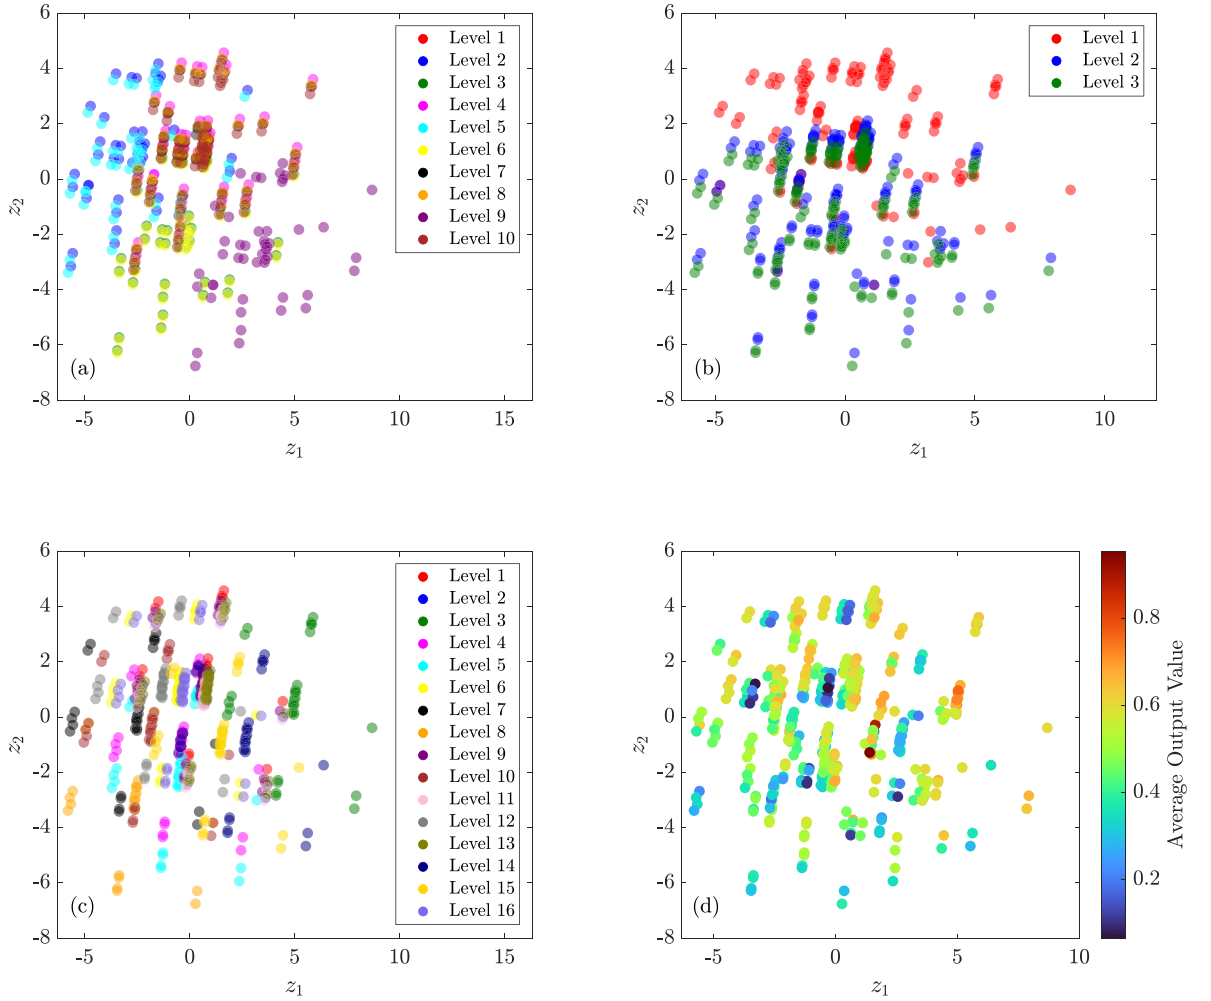 6
4
2
0
-2
-4
-6
-8
-5
0
5
10
15
z1
z2
(a)
Level 1
Level 2
Level 3
Level 4
Level 5
Level 6
Level 7
Level 8
Level 9
Level 10
6
4
2
0
-2
-4
-6
-8
-5
0
5
10
z1
z2
(b)
Level 1
Level 2
Level 3
6
4
2
0
-2
-4
-6
-8
-5
0
5
10
15
z1
z2
(c)
Level 1
Level 2
Level 3
Level 4
Level 5
Level 6
Level 7
Level 8
Level 9
Level 10
Level 11
Level 12
Level 13
Level 14
Level 15
Level 16
6
4
2
0
-2
-4
-6
-8
-5
0
5
10
z1
z2
(d)
0.8
0.6
0.4
0.2
Average Output Value